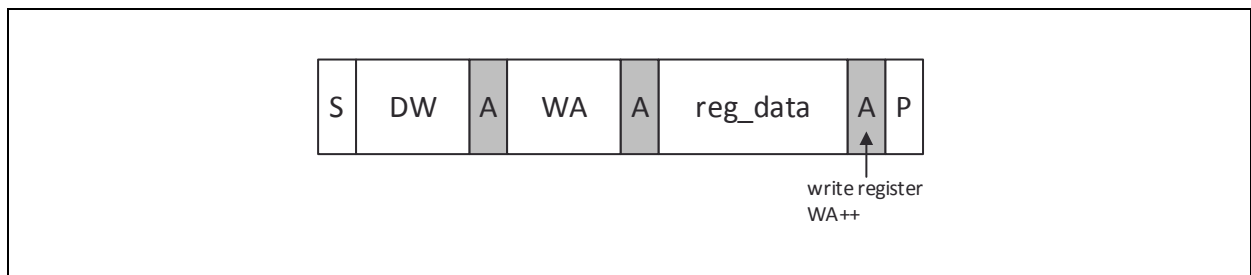 S DW A WA A reg_data A P
write register
WA++